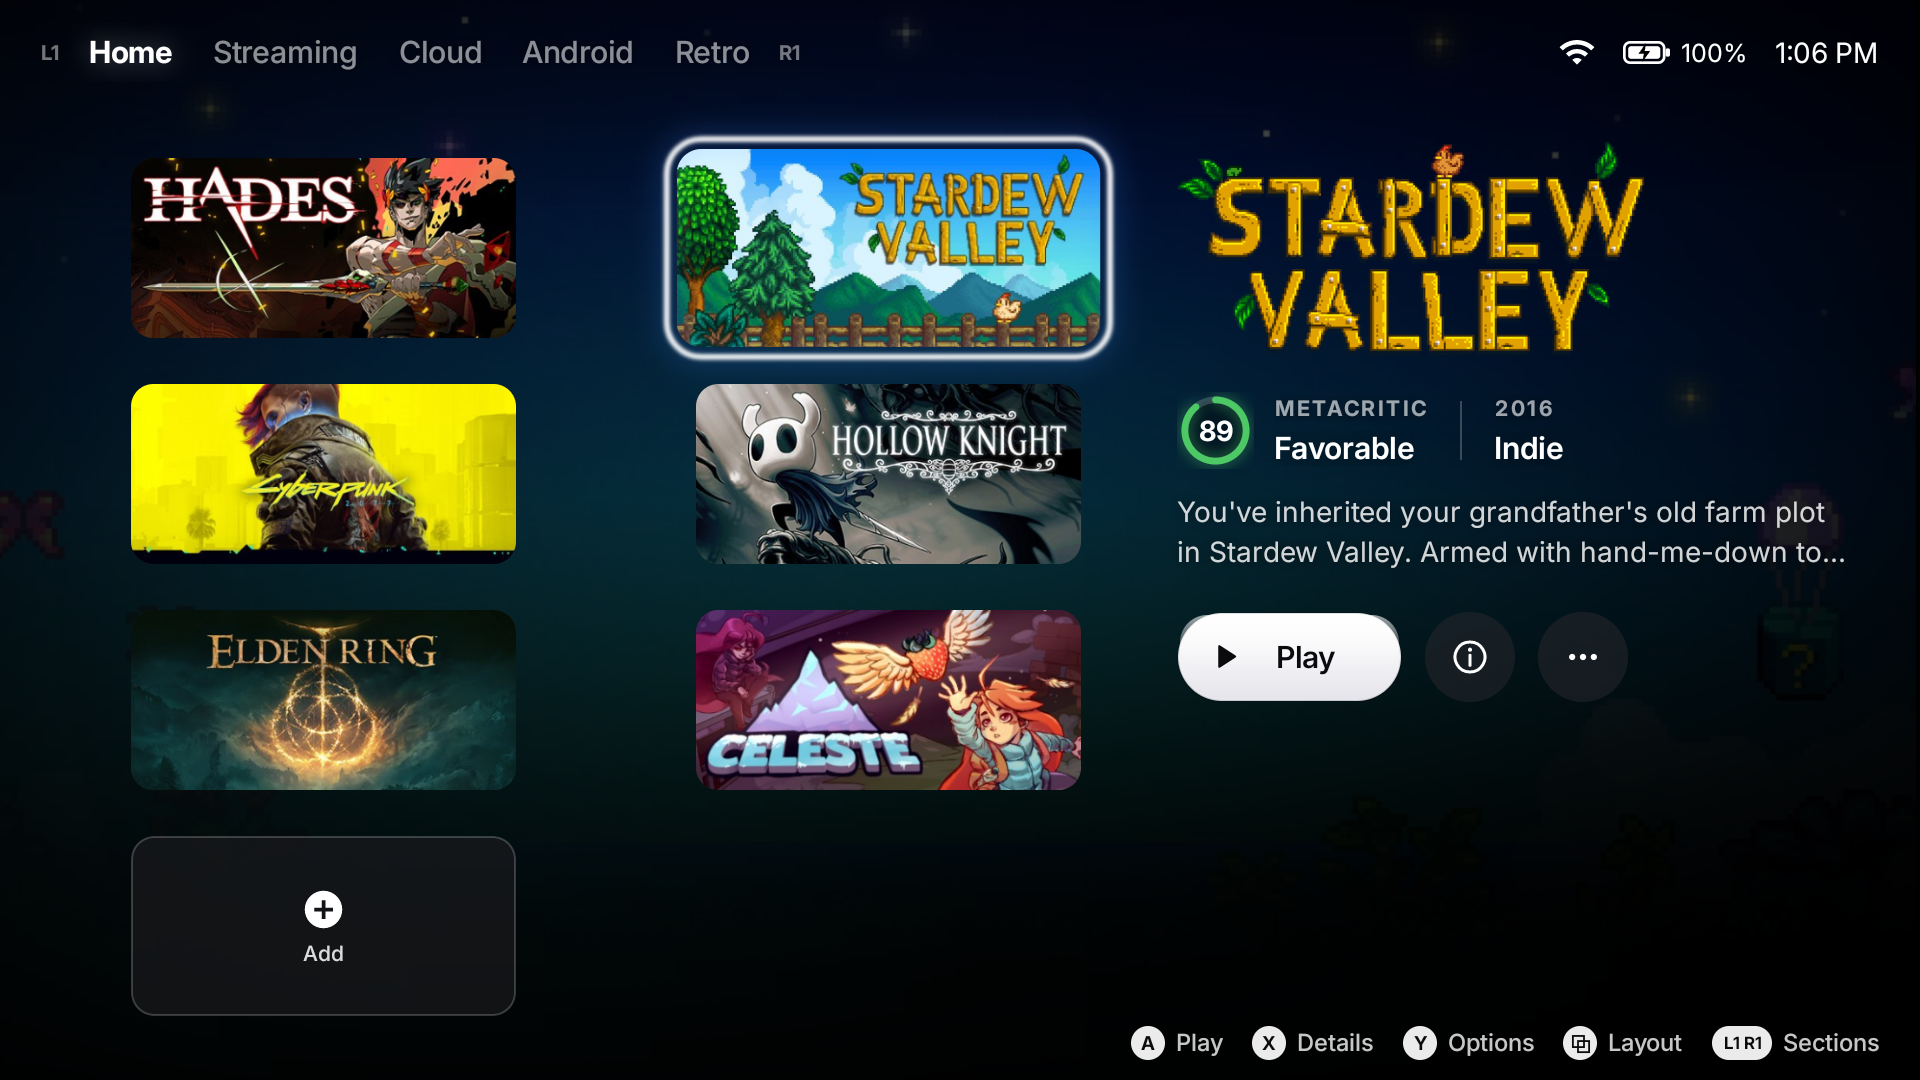 L1 Home Streaming Cloud Android Retro R1
100% 1:06 PM
HADES
STARDEW
VALLEY
STARDEW
VALLEY
CYBERPUNK
HOLLOW KNIGHT
89
METACRITIC
Favorable
2016
Indie
You've inherited your grandfather's old farm plot
in Stardew Valley. Armed with hand-me-down to...
ELDEN RING
CELESTE
Play
?
Add
A Play X Details Y Options Layout L1 R1 Sections